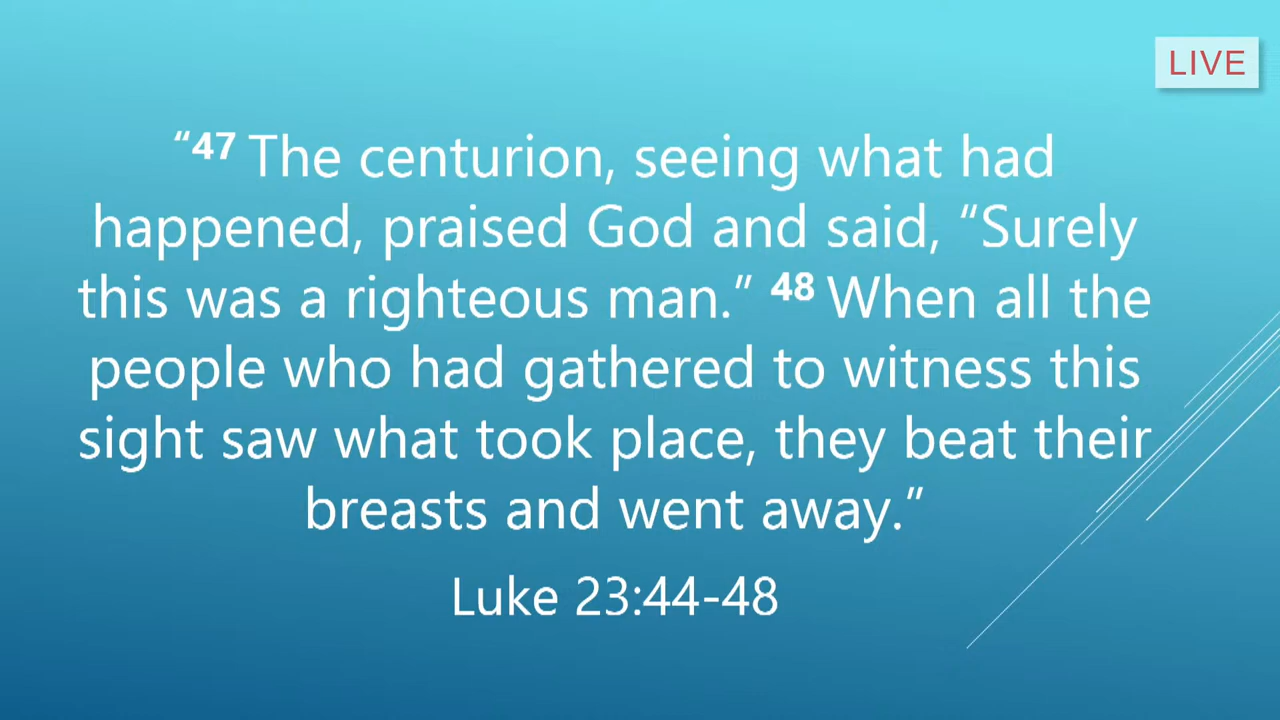 LIVE
“47 The centurion, seeing what had
happened, praised God and said, “Surely
this was a righteous man.” 48 When all the
people who had gathered to witness this
sight saw what took place, they beat their
breasts and went away.”
Luke 23:44-48